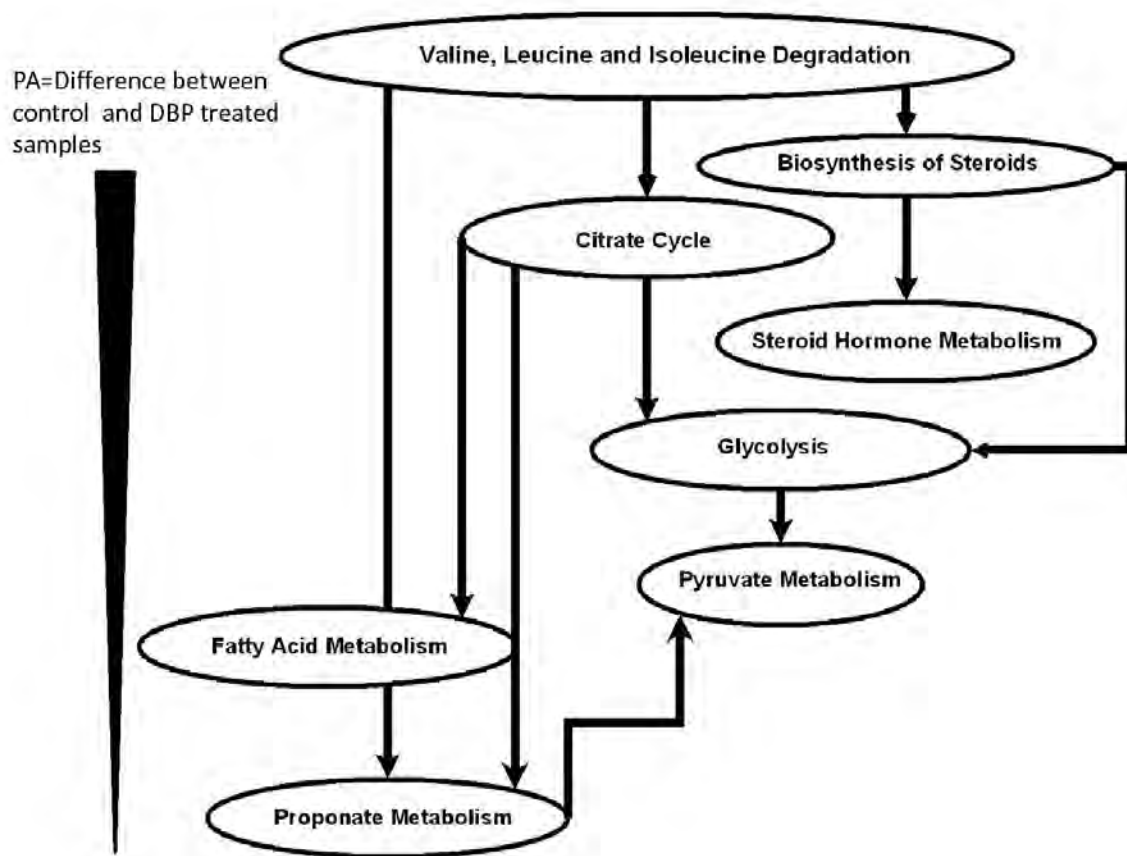 Valine, Leucine and Isoleucine Degradation
PA=Difference between
control and DBP treated
samples
Biosynthesis of Steroids
Citrate Cycle
Steroid Hormone Metabolism
Glycolysis
Pyruvate Metabolism
Fatty Acid Metabolism
Proponate Metabolism